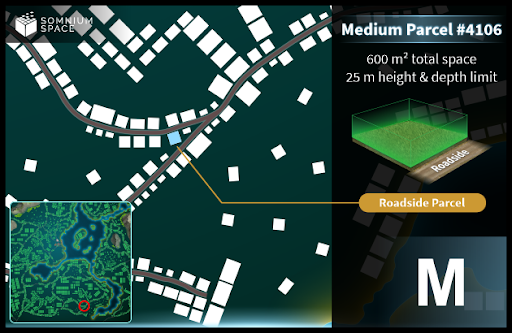 SOMNIUM
SPACE
Medium Parcel #4106
600 m² total space
25 m height & depth limit
Roadside
Roadside Parcel
M